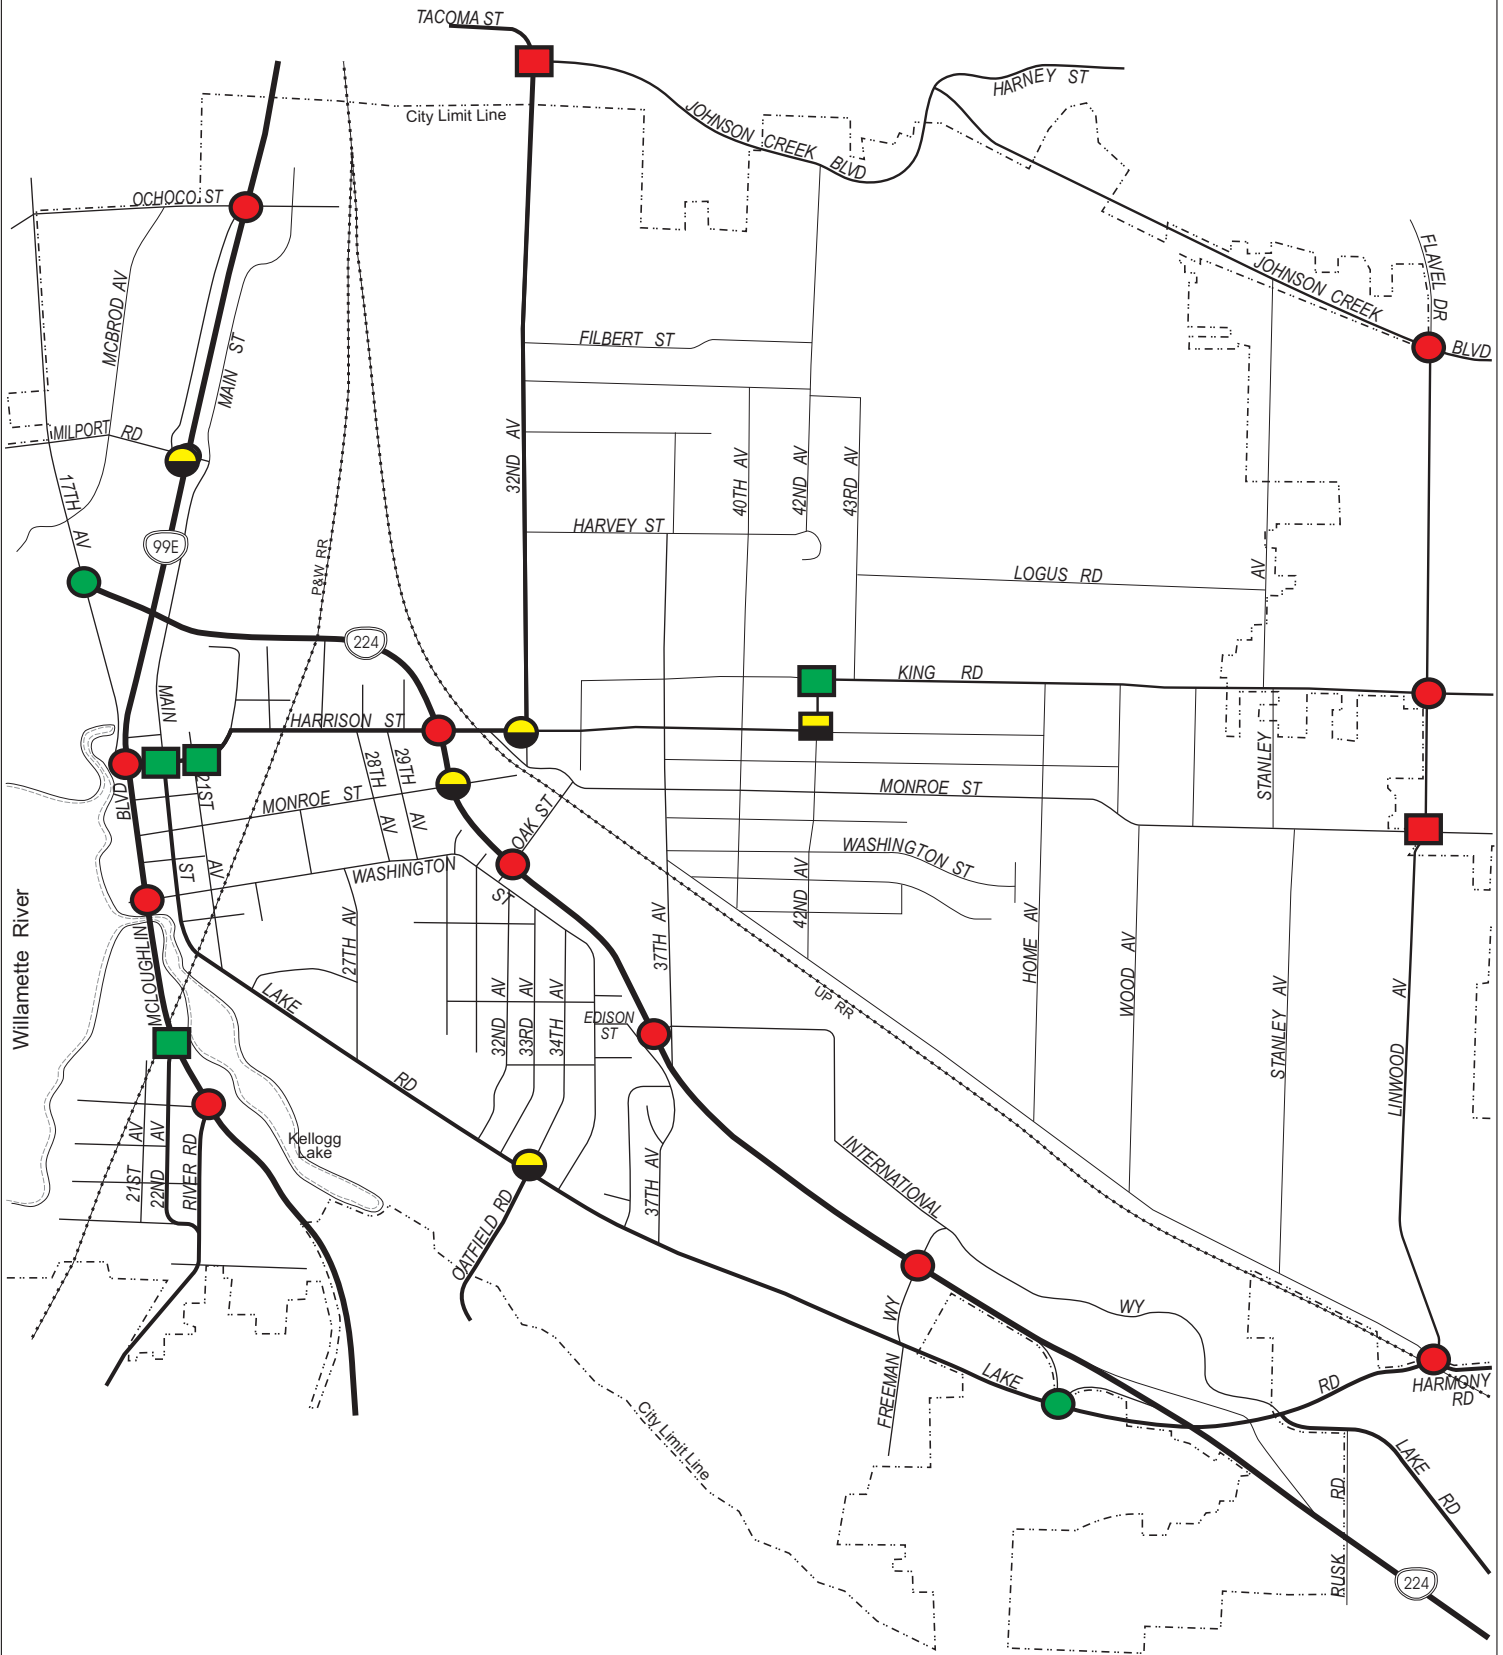 TACOMA ST
HARNEY ST
City Limit Line
JOHNSON CREEK BLVD
OCHOCO ST
FLAVEL DR
JOHNSON CREEK BLVD
MCBROD AV
MAIN ST
FILBERT ST
MILPORT RD
32ND AV
40TH AV
42ND AV
43RD AV
17TH AV
HARVEY ST
99E
P&W RR
LOGUS RD
AV
224
KING RD
MAIN
HARRISON ST
28TH AV
29TH AV
STANLEY
21ST
BLVD
MONROE ST
MONROE ST
OAK ST
WASHINGTON ST
WASHINGTON ST
ST
AV
42ND AV
Willamette River
27TH AV
37TH AV
HOME AV
WOOD AV
MCLOUGHLIN
LAKE RD
32ND AV
33RD AV
34TH AV
EDISON
ST
UP RR
STANLEY AV
LINWOOD AV
Kellogg
Lake
21ST AV
22ND AV
RIVER RD
37TH AV
INTERNATIONAL WY
OATFIELD RD
FREEMAN WY
LAKE RD
HARMONY
RD
City Limit Line
LAKE RD
RUSK RD
224